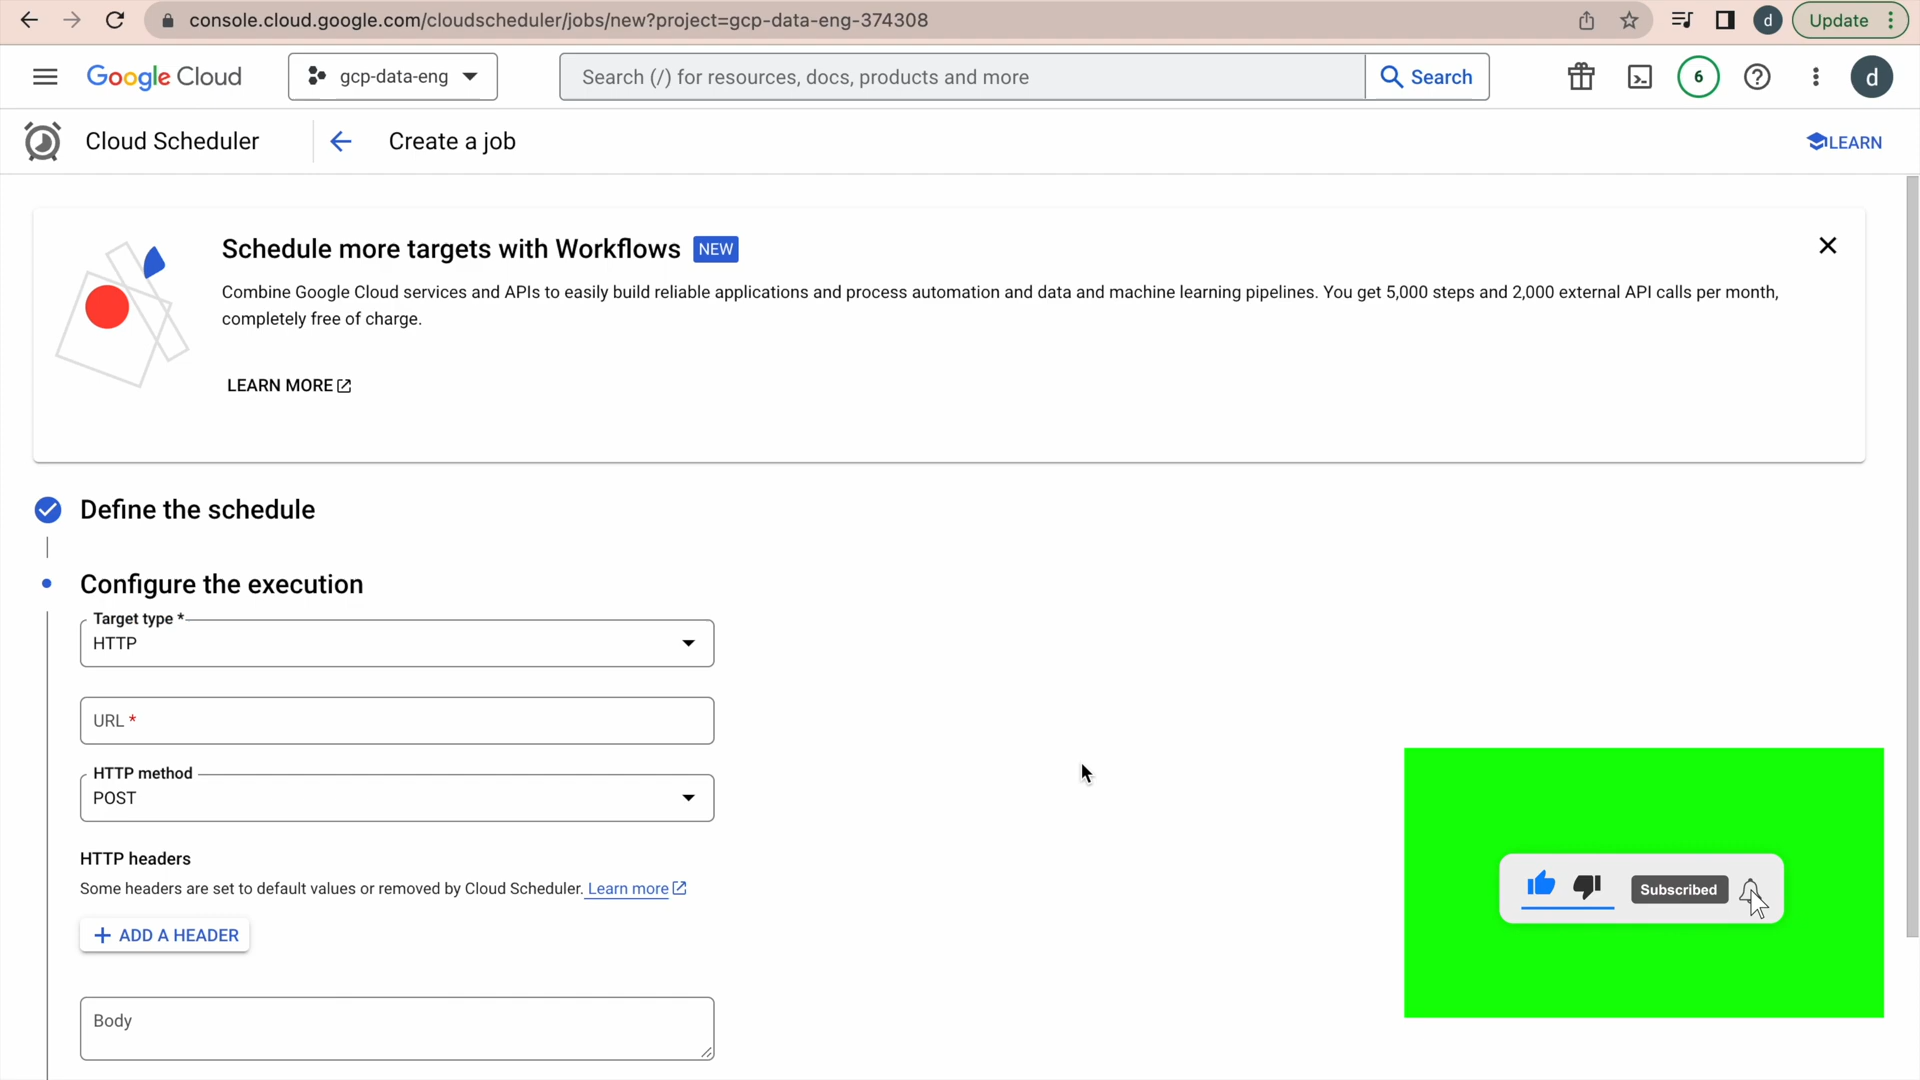 console.cloud.google.com/cloudscheduler/jobs/new?project=gcp-data-eng-374308
d
Update
Google Cloud
gcp-data-eng
Search (/) for resources, docs, products and more
Search
6
d
Cloud Scheduler
Create a job
LEARN
Schedule more targets with Workflows NEW
Combine Google Cloud services and APIs to easily build reliable applications and process automation and data and machine learning pipelines. You get 5,000 steps and 2,000 external API calls per month,
completely free of charge.
LEARN MORE
Define the schedule
Configure the execution
Target type *
HTTP
URL *
HTTP method
POST
HTTP headers
Some headers are set to default values or removed by Cloud Scheduler. Learn more
+ ADD A HEADER
Body
Subscribed